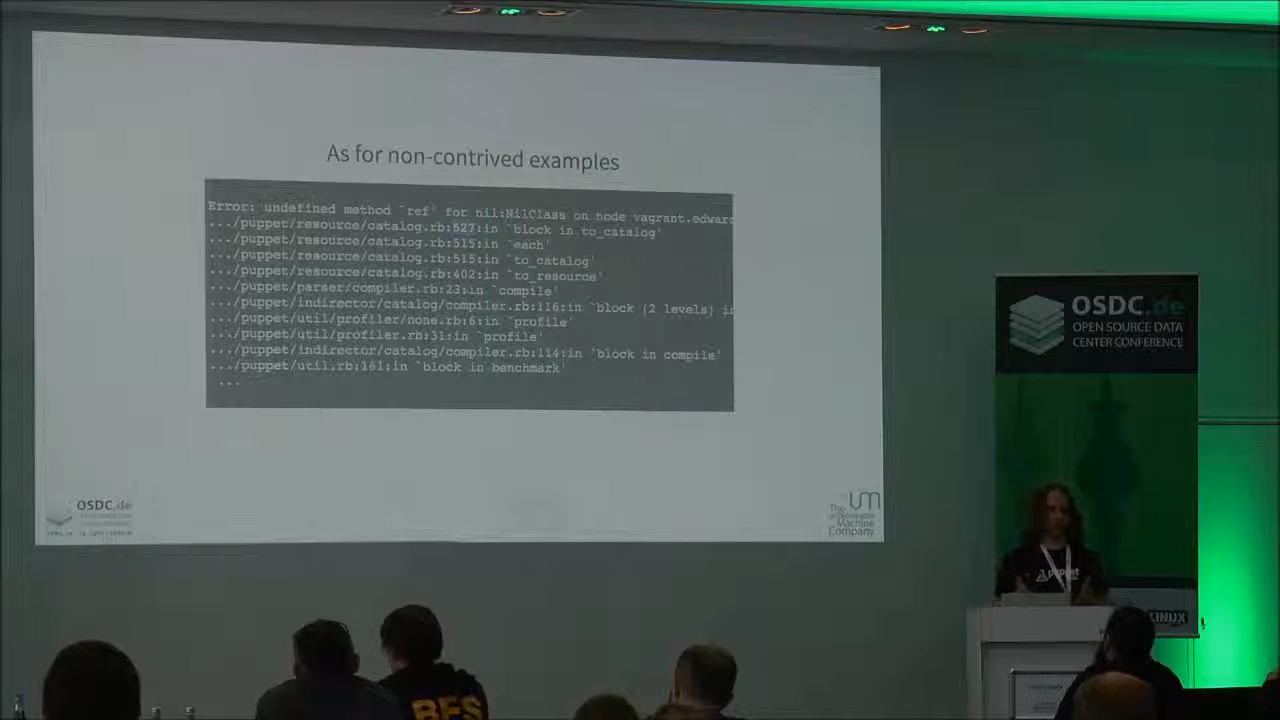 As for non-contrived examples
Error: undefined method `ref' for nil:NilClass on node vagrant.edward
.../puppet/resource/catalog.rb:527:in `block in to_catalog'
.../puppet/resource/catalog.rb:515:in `each'
.../puppet/resource/catalog.rb:515:in `to_catalog'
.../puppet/resource/catalog.rb:402:in `to_resource'
.../puppet/parser/compiler.rb:23:in `compile'
.../puppet/indirector/catalog/compiler.rb:116:in `block (2 levels) in
.../puppet/util/profiler/none.rb:6:in `profile'
.../puppet/util/profiler.rb:31:in `profile'
.../puppet/indirector/catalog/compiler.rb:114:in `block in compile'
.../puppet/util.rb:161:in `block in benchmark'
...
OSDC.de
UM
The
Machine
Company
OSDC.de
OPEN SOURCE DATA
CENTER CONFERENCE
puppet
LINUX
BFS